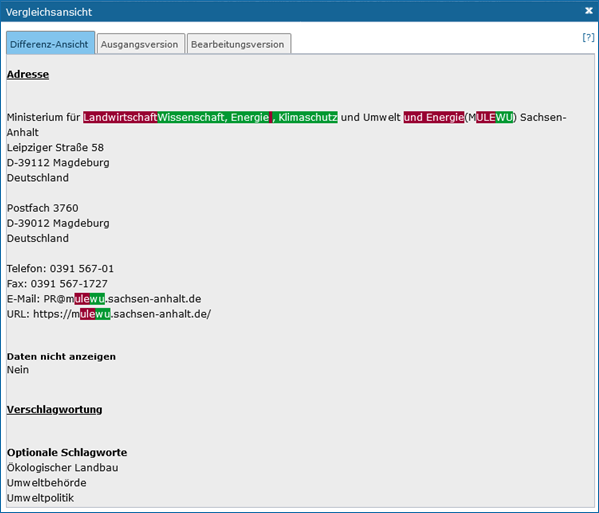 Vergleichsansicht
[?]
Differenz-Ansicht Ausgangsversion Bearbeitungsversion
Adresse
Ministerium für LandwirtschaftWissenschaft, Energie, Klimaschutz und Umwelt und Energie(MULEWU) Sachsen-
Anhalt
Leipziger Straße 58
D-39112 Magdeburg
Deutschland
Postfach 3760
D-39012 Magdeburg
Deutschland
Telefon: 0391 567-01
Fax: 0391 567-1727
E-Mail: PR@mulewu.sachsen-anhalt.de
URL: https://mulewu.sachsen-anhalt.de/
Daten nicht anzeigen
Nein
Verschlagwortung
Optionale Schlagworte
Ökologischer Landbau
Umweltbehörde
Umweltpolitik